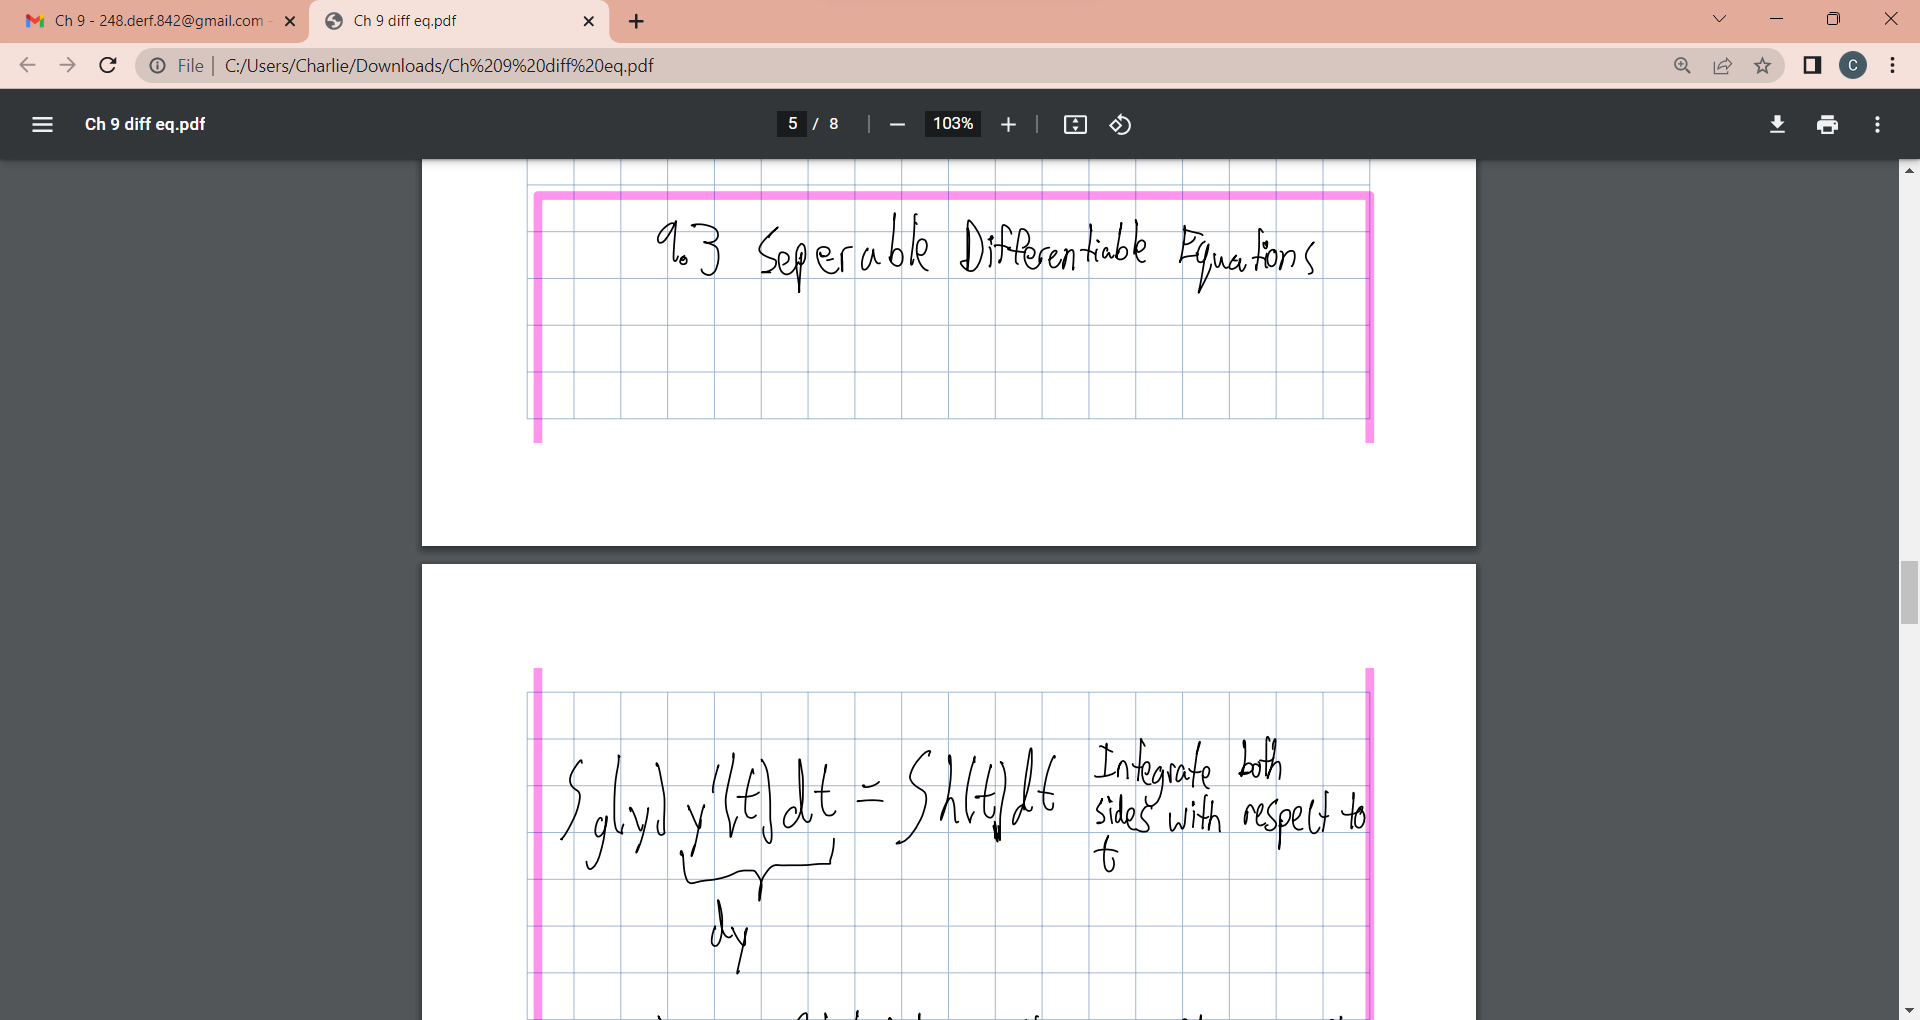 Ch 9 - 248.derf.842@gmail.com -
Ch 9 diff eq.pdf
File | C:/Users/Charlie/Downloads/Ch%209%20diff%20eq.pdf
C
Ch 9 diff eq.pdf
5 / 8
103%
9.3 Seperable Differentiable Equations
∫g(y) y'(t)dt = ∫h(t)dt Integrate both
sides with respect to
t
dy